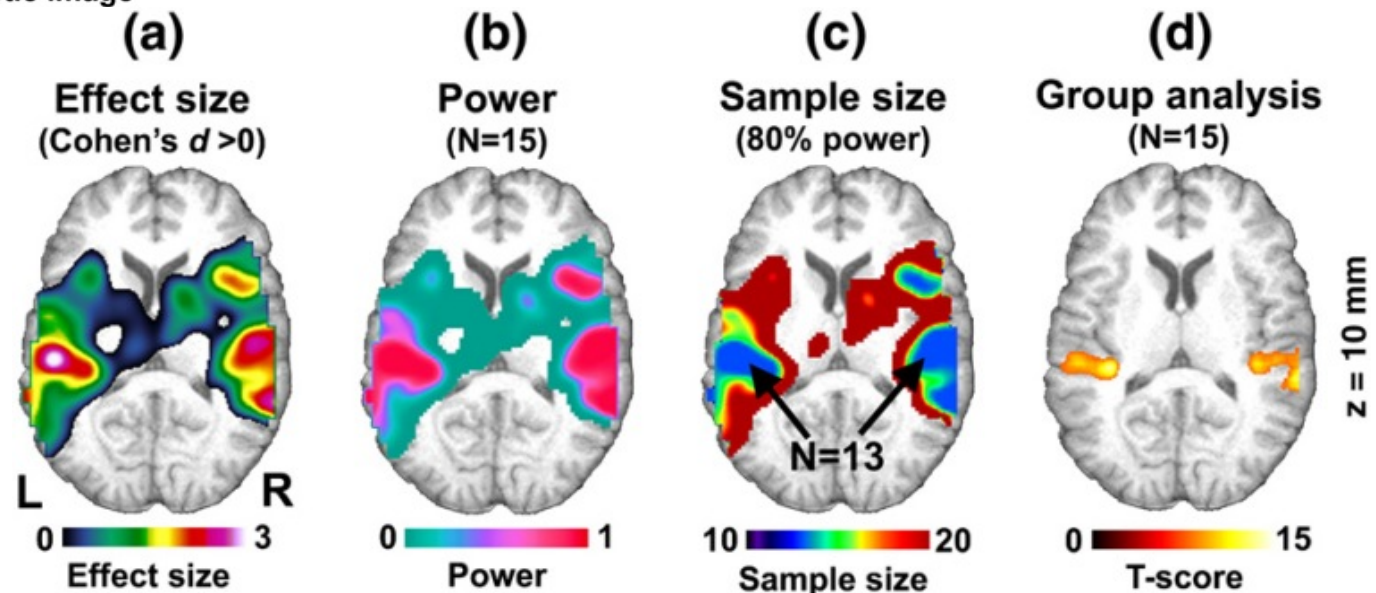 (a) (b) (c) (d)
Effect size Power Sample size Group analysis
(Cohen's d >0) (N=15) (80% power) (N=15)
z = 10 mm
N=13
L R
0 3 0 1 10 20 0 15
Effect size Power Sample size T-score